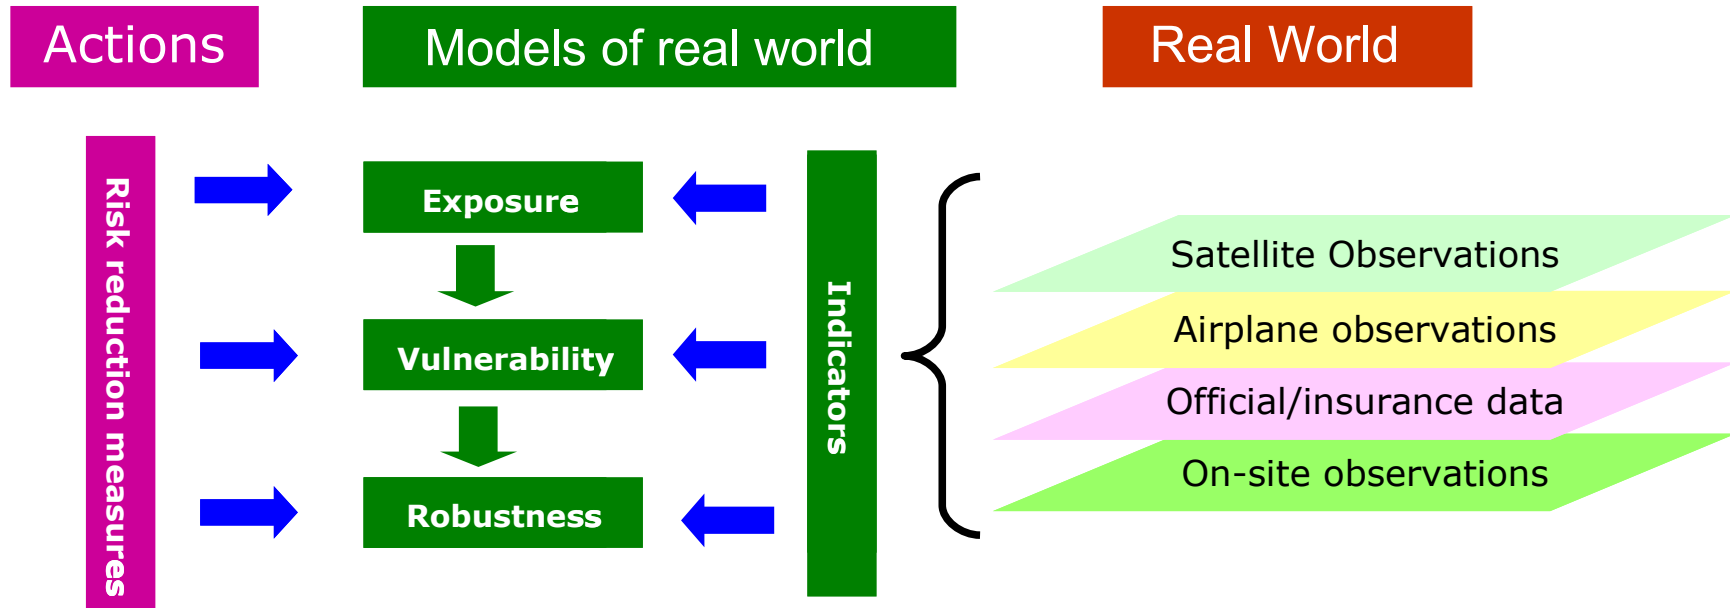 Actions
Models of real world
Real World
Risk reduction measures
Exposure
Vulnerability
Robustness
Indicators
Satellite Observations
Airplane observations
Official/insurance data
On-site observations